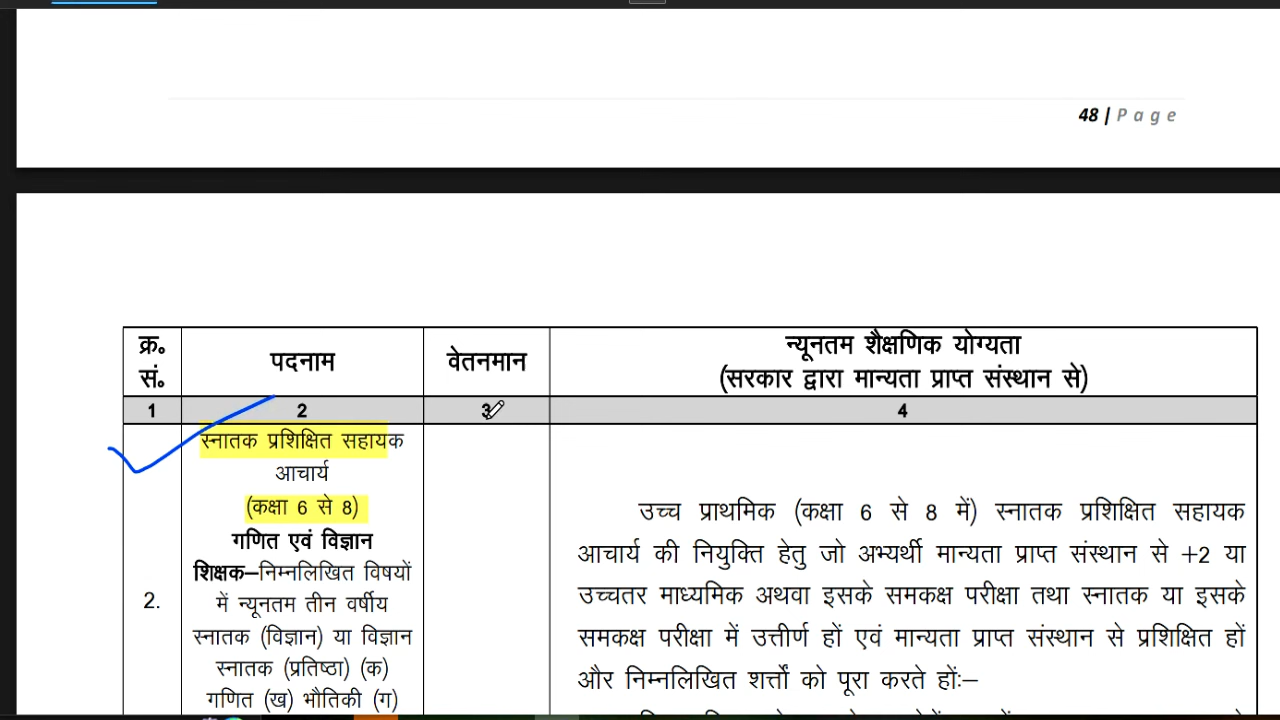 48 | P a g e
क्र॰ सं॰
पदनाम
वेतनमान
न्यूनतम शैक्षणिक योग्यता
(सरकार द्वारा मान्यता प्राप्त संस्थान से)
1 2 3 4
2.
स्नातक प्रशिक्षित सहायक
आचार्य
(कक्षा 6 से 8)
गणित एवं विज्ञान
शिक्षक–निम्नलिखित विषयों
में न्यूनतम तीन वर्षीय
स्नातक (विज्ञान) या विज्ञान
स्नातक (प्रतिष्ठा) (क)
गणित (ख) भौतिकी (ग)
उच्च प्राथमिक (कक्षा 6 से 8 में) स्नातक प्रशिक्षित सहायक
आचार्य की नियुक्ति हेतु जो अभ्यर्थी मान्यता प्राप्त संस्थान से +2 या
उच्चतर माध्यमिक अथवा इसके समकक्ष परीक्षा तथा स्नातक या इसके
समकक्ष परीक्षा में उत्तीर्ण हों एवं मान्यता प्राप्त संस्थान से प्रशिक्षित हों
और निम्नलिखित शर्त्तों को पूरा करते हों:–